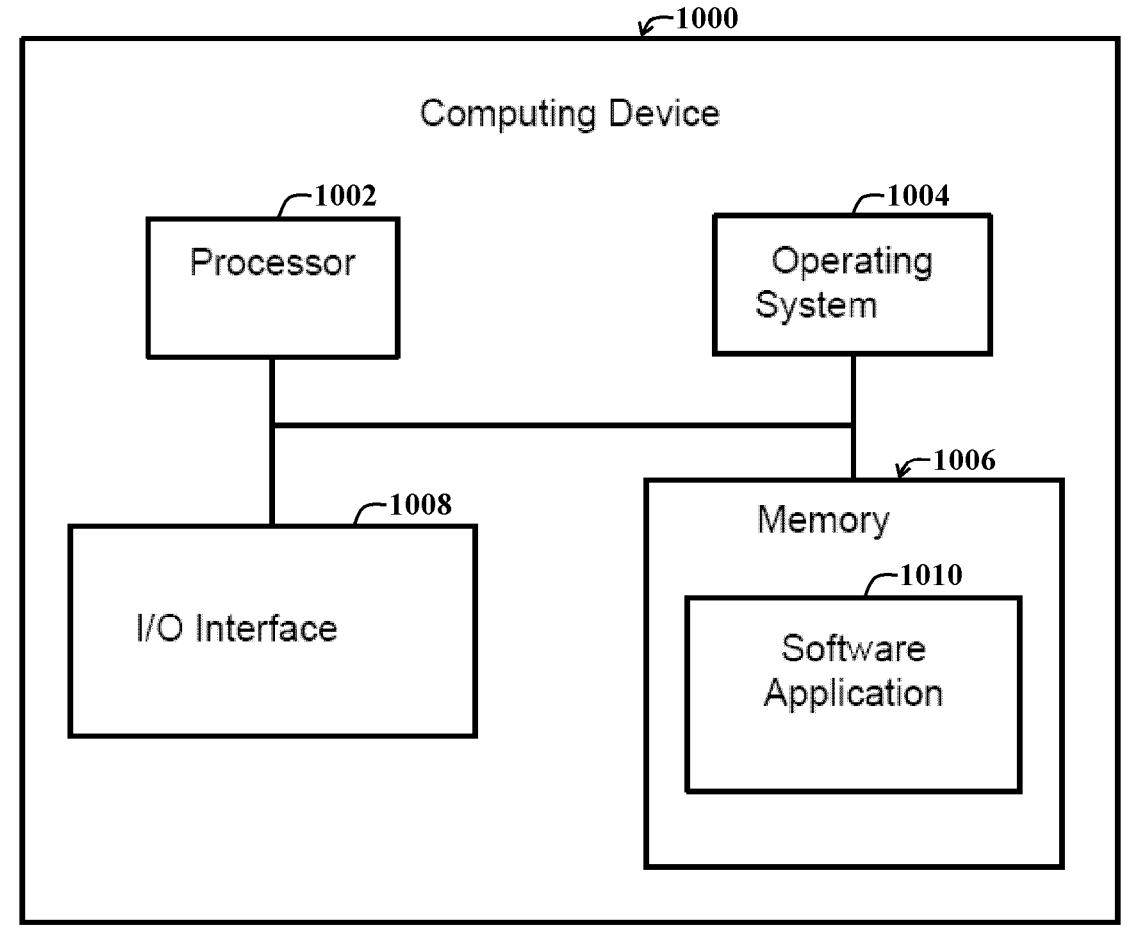 1000
Computing Device
1002
1004
Processor
Operating
System
1006
1008
Memory
1010
I/O Interface
Software
Application